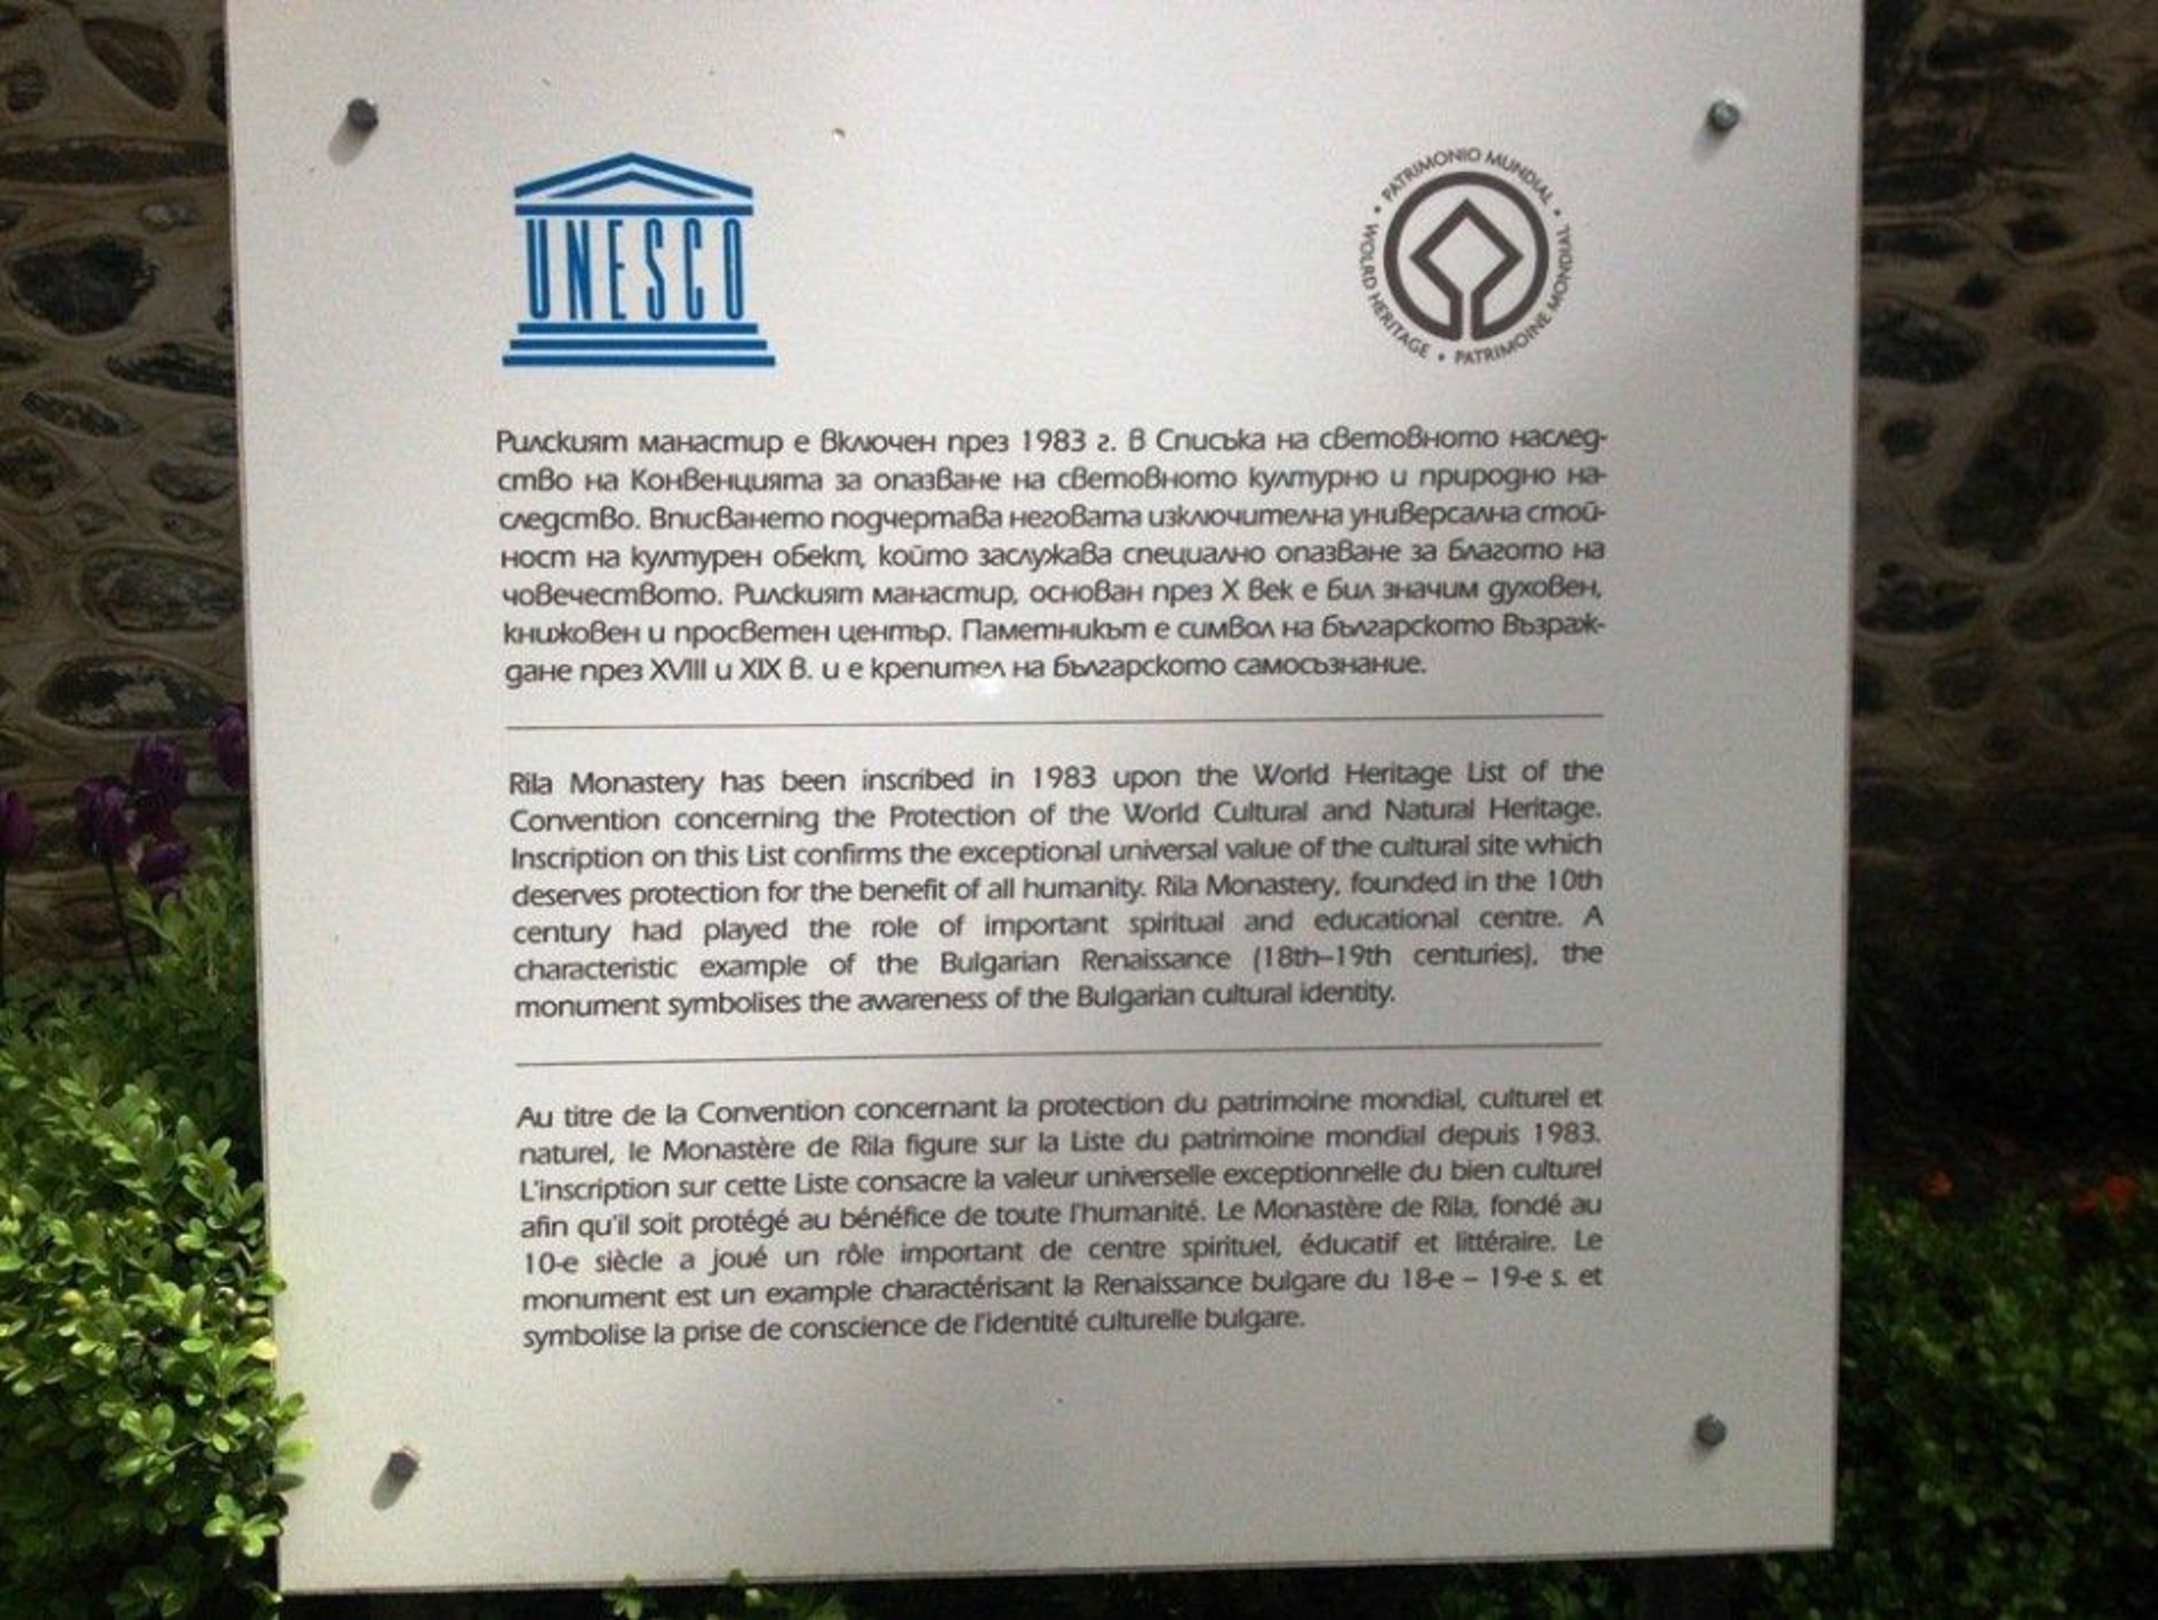 UNESCO
PATRIMONIO MUNDIAL • WOLRD HERITAGE • PATRIMOINE MONDIAL •
Рилският манастир е включен през 1983 г. в Списъка на световното наслед-
ство на Конвенцията за опазване на световното културно и природно на-
следство. Вписването подчертава неговата изключителна универсална стой-
ност на културен обект, който заслужава специално опазване за благото на
човечеството. Рилският манастир, основан през X век е бил значим духовен,
книжовен и просветен център. Паметникът е символ на българското Възраж-
дане през XVIII и XIX в. и е крепител на българското самосъзнание.
Rila Monastery has been inscribed in 1983 upon the World Heritage List of the
Convention concerning the Protection of the World Cultural and Natural Heritage.
Inscription on this List confirms the exceptional universal value of the cultural site which
deserves protection for the benefit of all humanity. Rila Monastery, founded in the 10th
century had played the role of important spiritual and educational centre. A
characteristic example of the Bulgarian Renaissance (18th–19th centuries), the
monument symbolises the awareness of the Bulgarian cultural identity.
Au titre de la Convention concernant la protection du patrimoine mondial, culturel et
naturel, le Monastère de Rila figure sur la Liste du patrimoine mondial depuis 1983.
L'inscription sur cette Liste consacre la valeur universelle exceptionnelle du bien culturel
afin qu'il soit protégé au bénéfice de toute l'humanité. Le Monastère de Rila, fondé au
10-e siècle a joué un rôle important de centre spirituel, éducatif et littéraire. Le
monument est un example charactérisant la Renaissance bulgare du 18-e – 19-e s. et
symbolise la prise de conscience de l'identité culturelle bulgare.